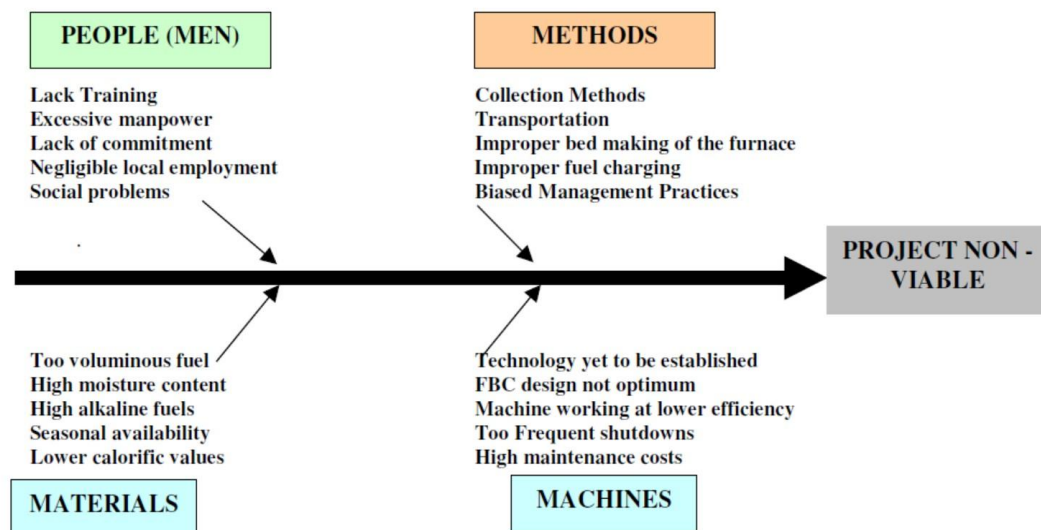 PEOPLE (MEN)
Lack Training
Excessive manpower
Lack of commitment
Negligible local employment
Social problems
METHODS
Collection Methods
Transportation
Improper bed making of the furnace
Improper fuel charging
Biased Management Practices
PROJECT NON -
VIABLE
Too voluminous fuel
High moisture content
High alkaline fuels
Seasonal availability
Lower calorific values
MATERIALS
Technology yet to be established
FBC design not optimum
Machine working at lower efficiency
Too Frequent shutdowns
High maintenance costs
MACHINES